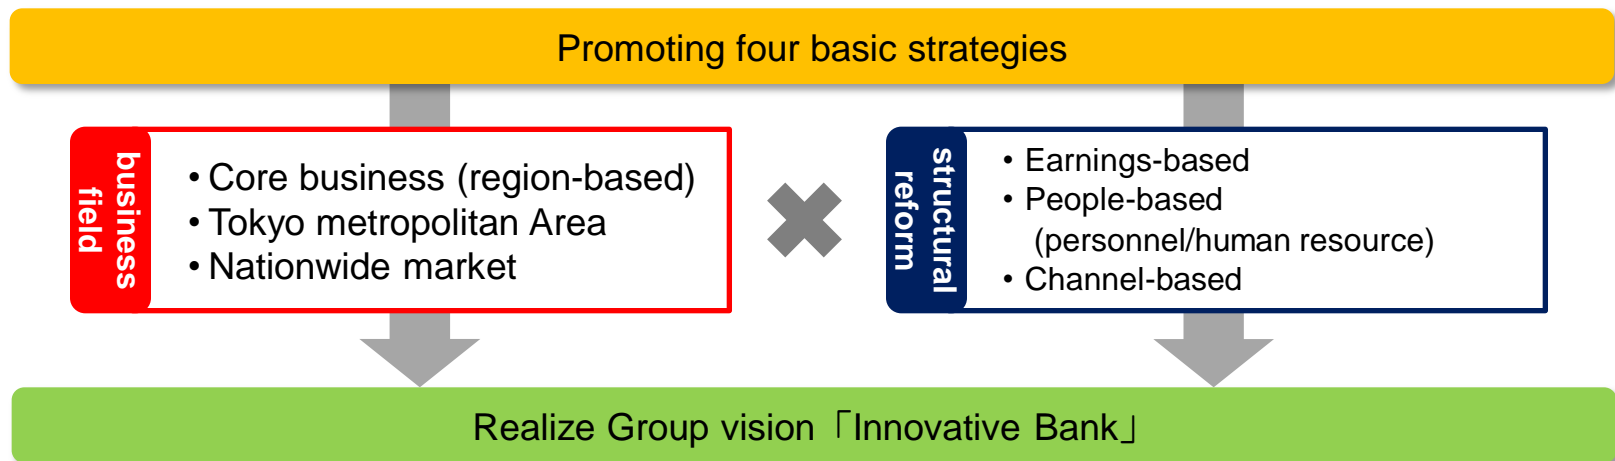 Promoting four basic strategies
business
field
• Core business (region-based)
• Tokyo metropolitan Area
• Nationwide market
structural
reform
• Earnings-based
• People-based
(personnel/human resource)
• Channel-based
Realize Group vision「Innovative Bank」